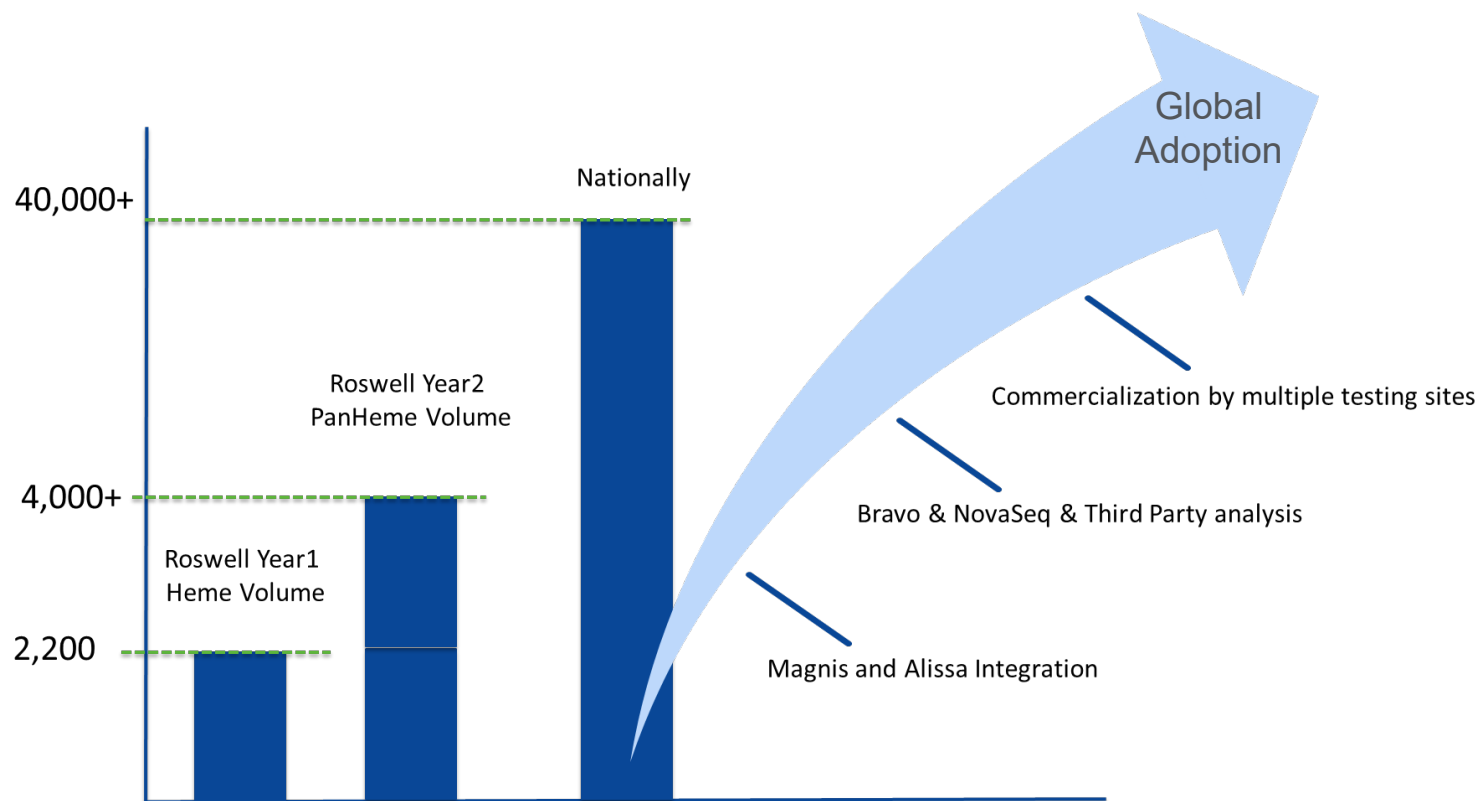 Global
Adoption
40,000+
Nationally
Roswell Year2
PanHeme Volume
Commercialization by multiple testing sites
4,000+
Bravo & NovaSeq & Third Party analysis
Roswell Year1
Heme Volume
2,200
Magnis and Alissa Integration